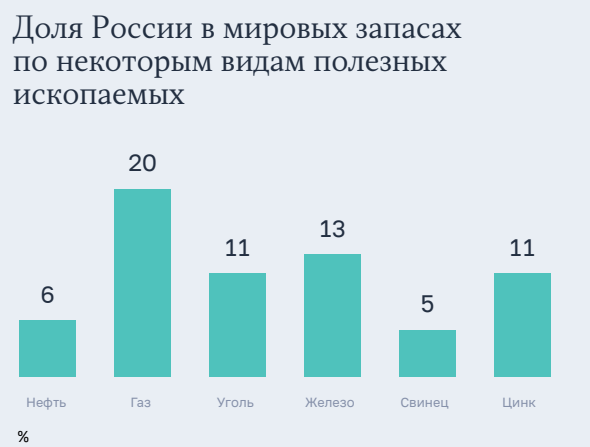 Доля России в мировых запасах
по некоторым видам полезных
ископаемых
6
20
11
13
5
11
Нефть
Газ
Уголь
Железо
Свинец
Цинк
%